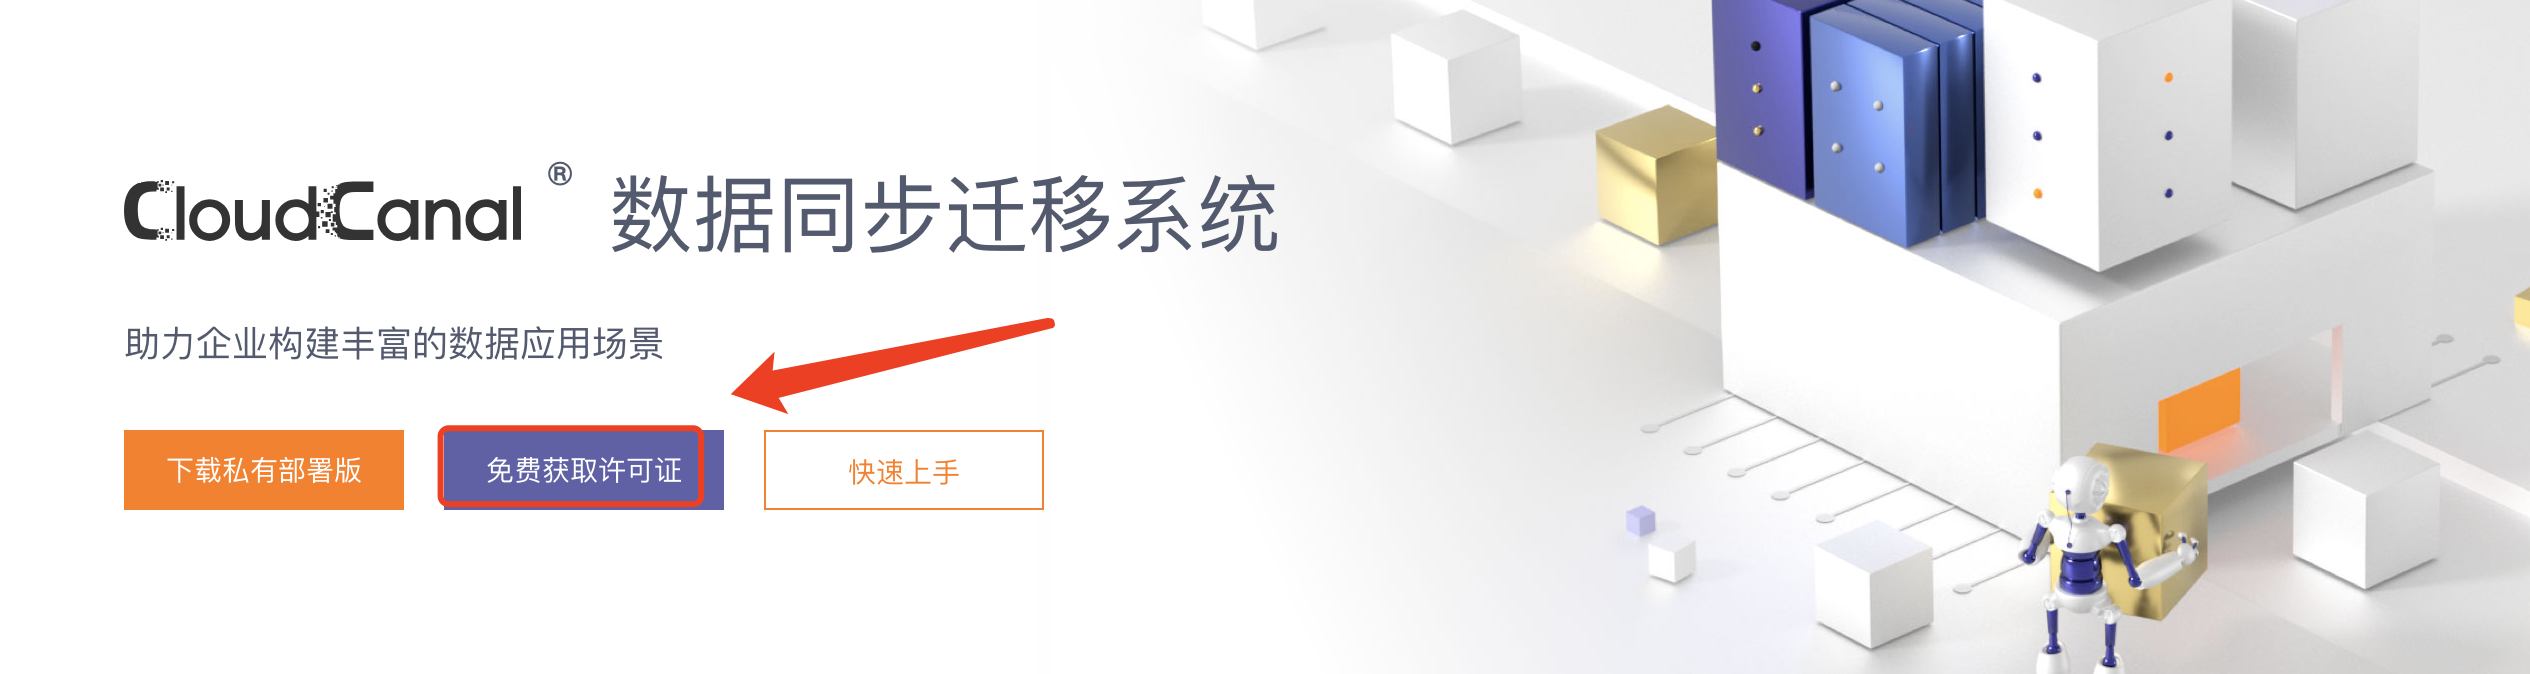 CloudCanal® 数据同步迁移系统
助力企业构建丰富的数据应用场景
下载私有部署版 免费获取许可证 快速上手